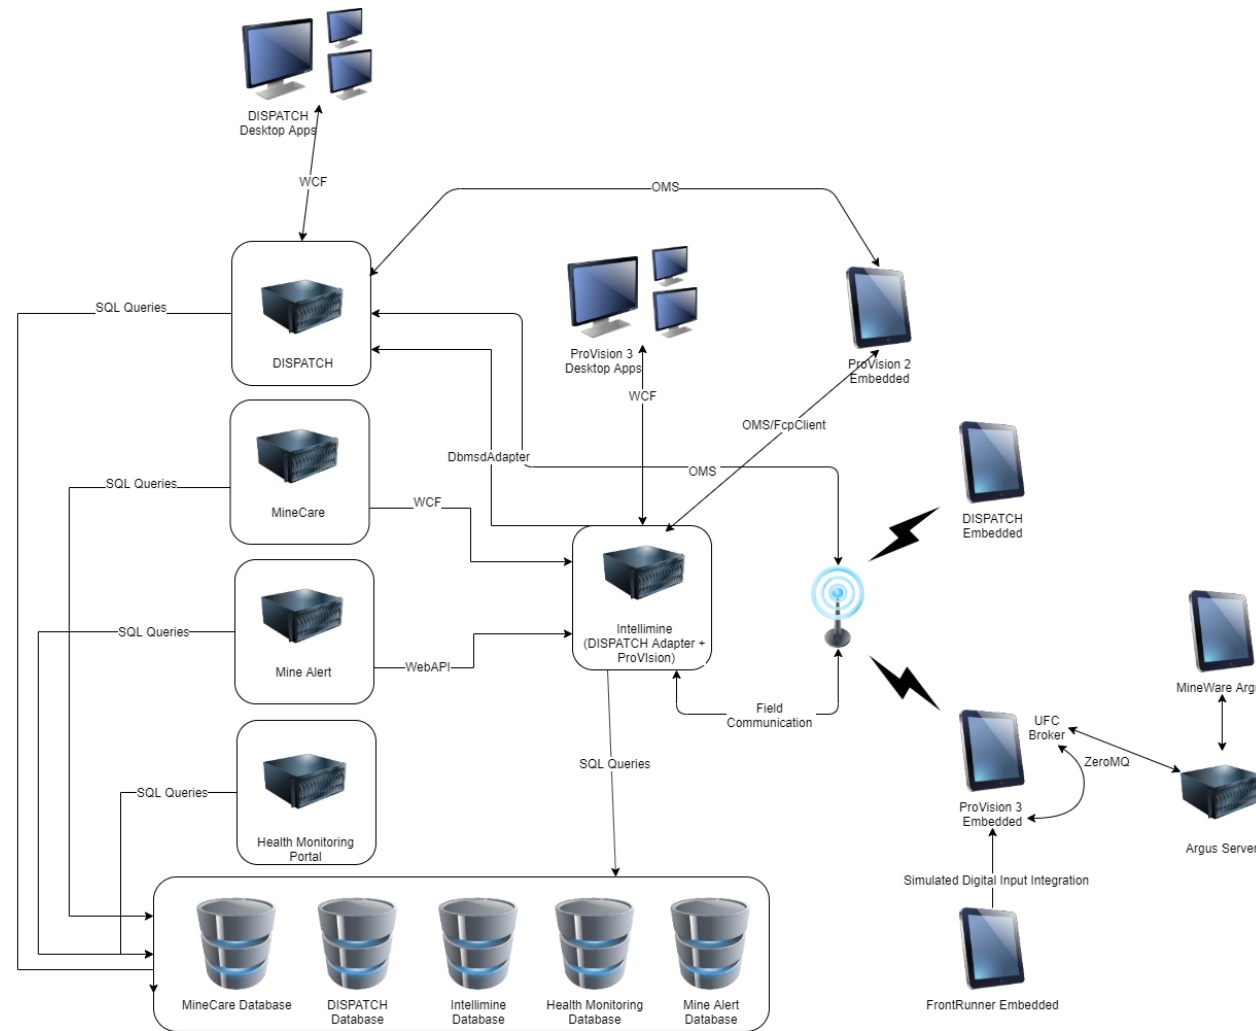 DISPATCH
Desktop Apps
WCF
OMS
SQL Queries
DISPATCH
ProVision 3
Desktop Apps
ProVision 2
Embedded
WCF
OMS/FcpClient
DbmsdAdapter
OMS
SQL Queries
MineCare
WCF
DISPATCH
Embedded
SQL Queries
Mine Alert
WebAPI
Intellimine
(DISPATCH Adapter +
ProVIsion)
MineWare Argu
Field
Communication
UFC
Broker
ZeroMQ
SQL Queries
SQL Queries
Health Monitoring
Portal
ProVision 3
Embedded
Argus Server
Simulated Digital Input Integration
MineCare Database
DISPATCH
Database
Intellimine
Database
Health Monitoring
Database
Mine Alert
Database
FrontRunner Embedded